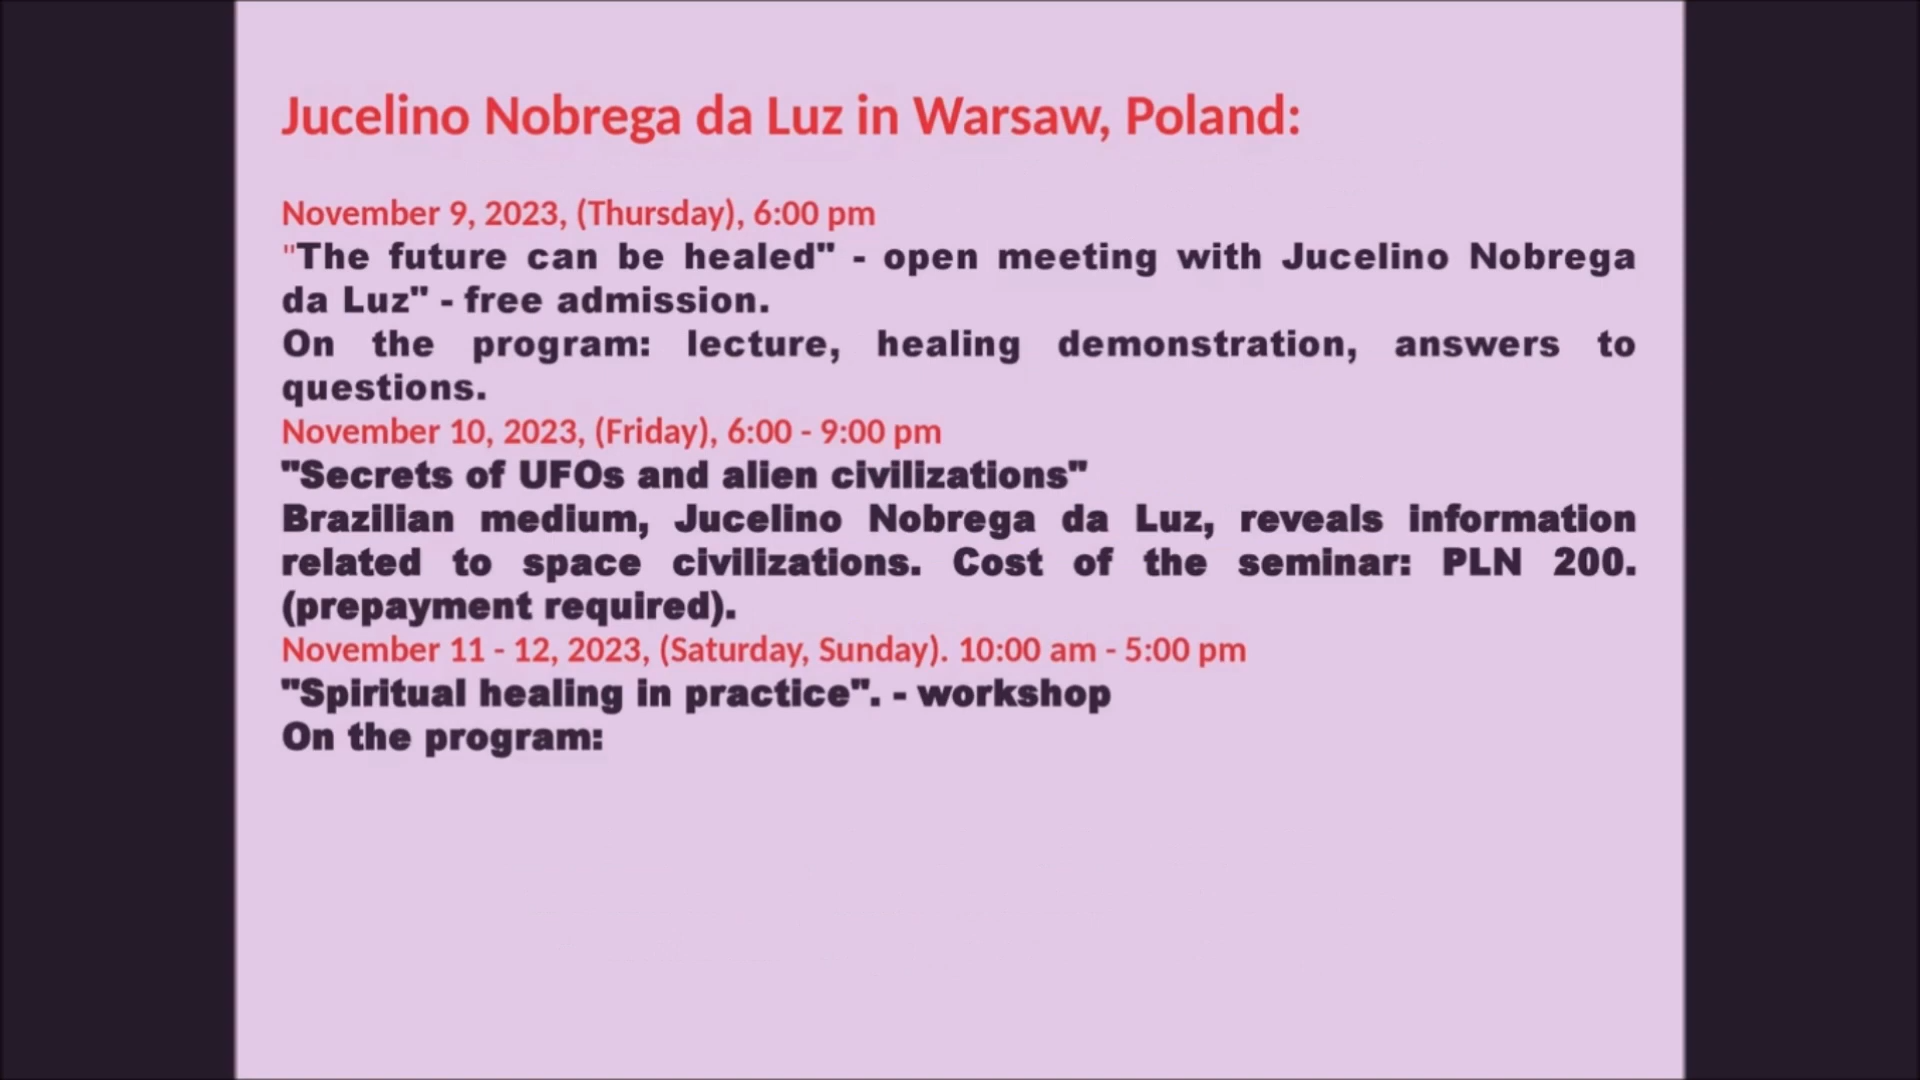 Jucelino Nobrega da Luz in Warsaw, Poland:
November 9, 2023, (Thursday), 6:00 pm
"The future can be healed" - open meeting with Jucelino Nobrega
da Luz" - free admission.
On the program: lecture, healing demonstration, answers to
questions.
November 10, 2023, (Friday), 6:00 - 9:00 pm
"Secrets of UFOs and alien civilizations"
Brazilian medium, Jucelino Nobrega da Luz, reveals information
related to space civilizations. Cost of the seminar: PLN 200.
(prepayment required).
November 11 - 12, 2023, (Saturday, Sunday). 10:00 am - 5:00 pm
"Spiritual healing in practice". - workshop
On the program: